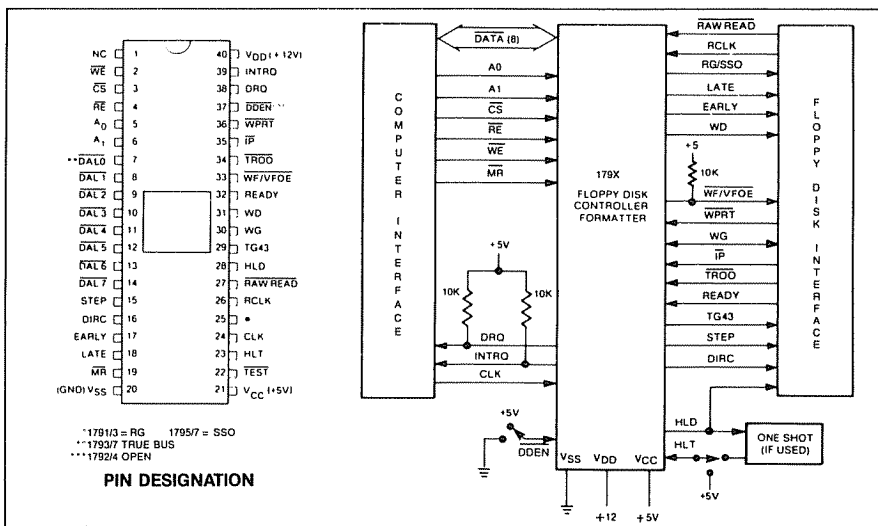 NC 1
WE 2
CS 3
RE 4
A0 5
A1 6
**DAL0 7
DAL1 8
DAL2 9
DAL3 10
DAL4 11
DAL5 12
DAL6 13
DAL7 14
STEP 15
DIRC 16
EARLY 17
LATE 18
MR 19
(GND) VSS 20
40 VDD (+12V)
39 INTRQ
38 DRQ
37 DDEN***
36 WPRT
35 IP
34 TROO
33 WF/VFOE
32 READY
31 WD
30 WG
29 TG43
28 HLD
27 RAW READ
26 RCLK
25 *
24 CLK
23 HLT
22 TEST
21 VCC (+5V)
*1791/3 = RG 1795/7 = SSO
**1793/7 TRUE BUS
***1792/4 OPEN
PIN DESIGNATION
COMPUTER INTERFACE
DATA (8)
A0
A1
CS
RE
WE
MR
+5V
10K
10K
DRQ
INTRQ
CLK
+5V
DDEN
179X
FLOPPY DISK
CONTROLLER
FORMATTER
VSS VDD VCC
+12 +5V
RAW READ
RCLK
RG/SSO
LATE
EARLY
WD
+5
10K
WF/VFOE
WPRT
WG
IP
TROO
READY
TG43
STEP
DIRC
HLD
HLT
+5V
ONE SHOT
(IF USED)
FLOPPY DISK INTERFACE